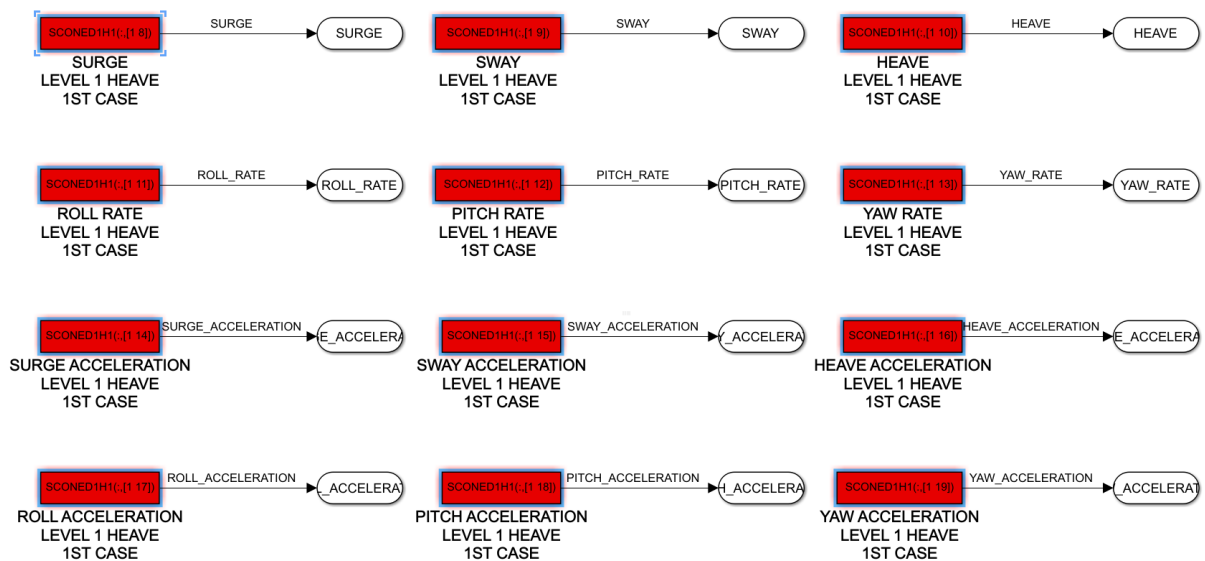 SCONED1H1(:,[1 8]) SURGE SURGE SCONED1H1(:,[1 9]) SWAY SWAY SCONED1H1(:,[1 10]) HEAVE HEAVE
SURGE SWAY HEAVE
LEVEL 1 HEAVE LEVEL 1 HEAVE LEVEL 1 HEAVE
1ST CASE 1ST CASE 1ST CASE
SCONED1H1(:,[1 11]) ROLL_RATE ROLL_RATE SCONED1H1(:,[1 12]) PITCH_RATE PITCH_RATE SCONED1H1(:,[1 13]) YAW_RATE YAW_RATE
ROLL RATE PITCH RATE YAW RATE
LEVEL 1 HEAVE LEVEL 1 HEAVE LEVEL 1 HEAVE
1ST CASE 1ST CASE 1ST CASE
SCONED1H1(:,[1 14]) SURGE_ACCELERATION E_ACCELERA SCONED1H1(:,[1 15]) SWAY_ACCELERATION Y_ACCELERA SCONED1H1(:,[1 16]) HEAVE_ACCELERATION E_ACCELERA
SURGE ACCELERATION SWAY ACCELERATION HEAVE ACCELERATION
LEVEL 1 HEAVE LEVEL 1 HEAVE LEVEL 1 HEAVE
1ST CASE 1ST CASE 1ST CASE
SCONED1H1(:,[1 17]) ROLL_ACCELERATION L_ACCELERAT SCONED1H1(:,[1 18]) PITCH_ACCELERATION H_ACCELERA SCONED1H1(:,[1 19]) YAW_ACCELERATION _ACCELERAT
ROLL ACCELERATION PITCH ACCELERATION YAW ACCELERATION
LEVEL 1 HEAVE LEVEL 1 HEAVE LEVEL 1 HEAVE
1ST CASE 1ST CASE 1ST CASE